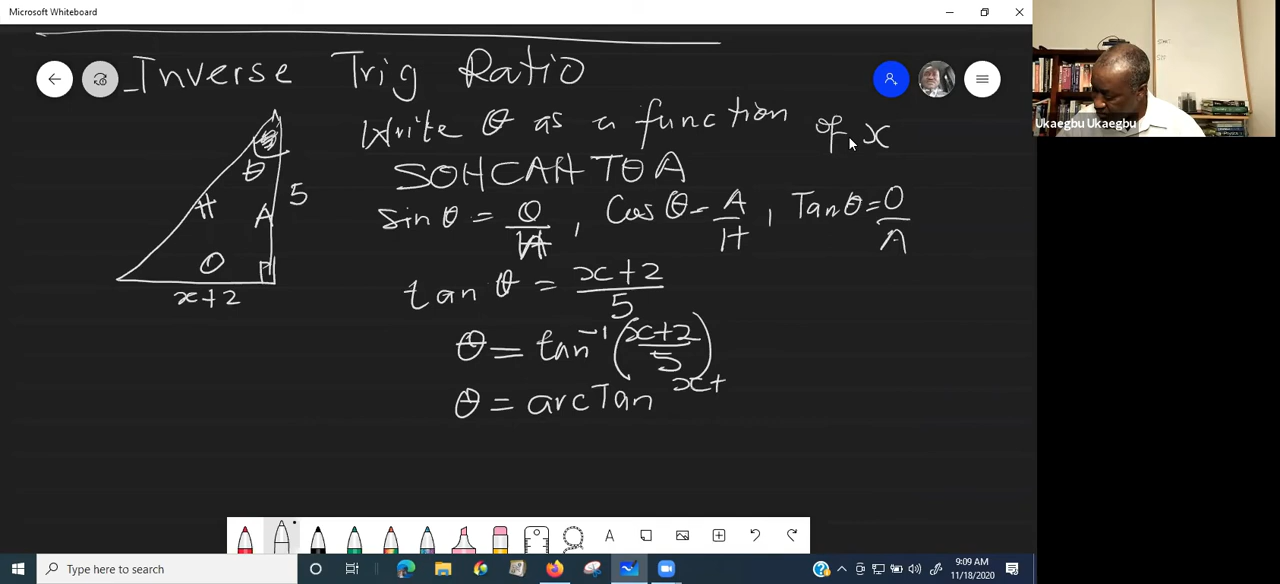 Microsoft Whiteboard
Inverse Trig Ratio
Write θ as a function of x
SOHCAHTOA
sin θ = O/H, Cos θ = A/H, Tan θ = O/A
tan θ = x+2/5
θ = tan⁻¹(x+2/5)
θ = arcTan x+
θ
H
A
5
O
x+2
Ukaegbu Ukaegbu
A
Type here to search
9:09 AM
11/18/2020